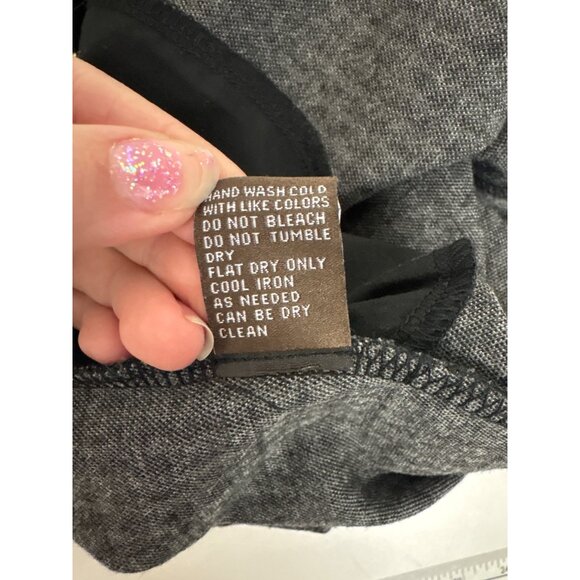 HAND WASH COLD
WITH LIKE COLORS
DO NOT BLEACH
DO NOT TUMBLE
DRY
FLAT DRY ONLY
COOL IRON
AS NEEDED
CAN BE DRY
CLEAN